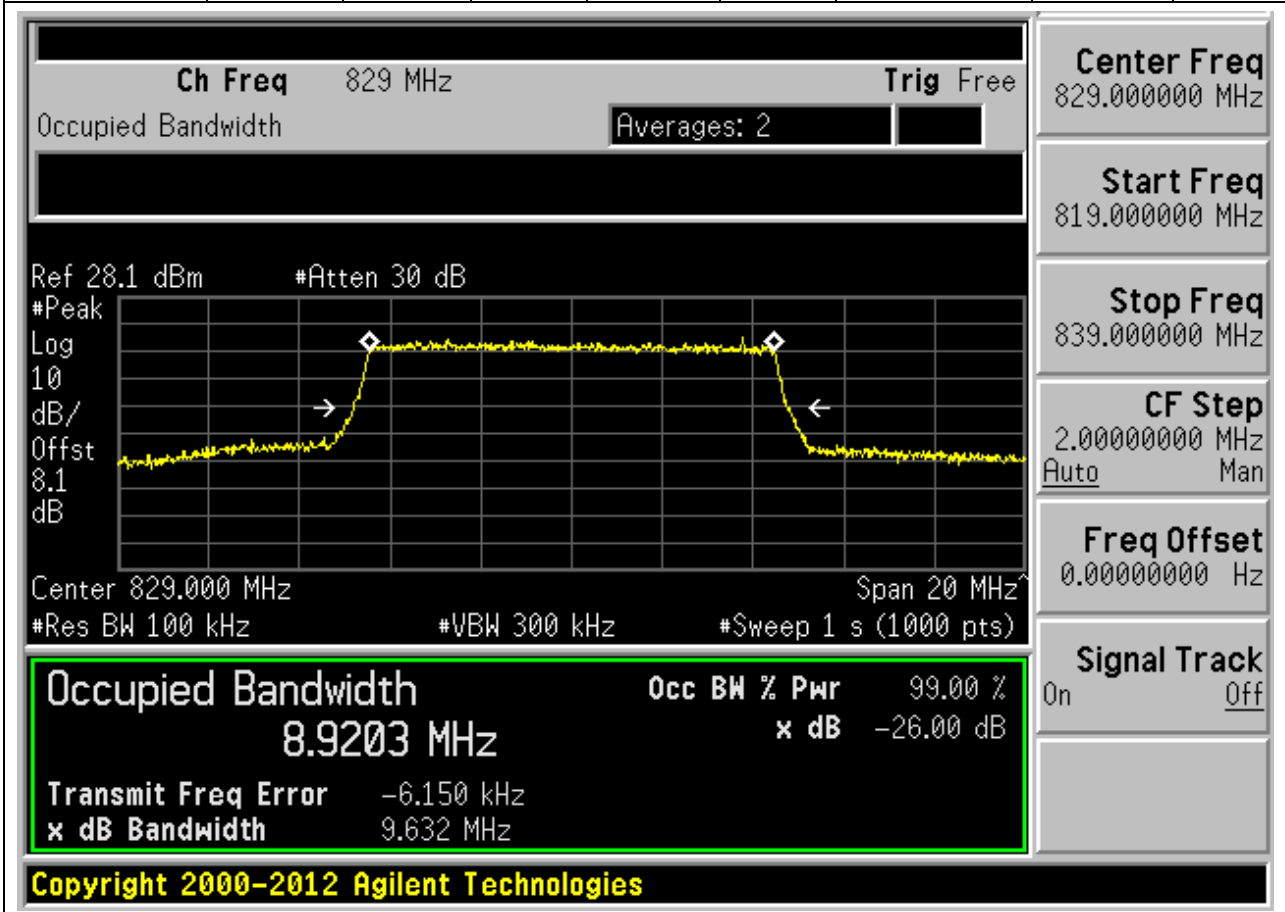 Ch Freq 829 MHz Trig Free
Occupied Bandwidth Averages: 2
Ref 28.1 dBm #Atten 30 dB
#Peak
Log
10
dB/
Offst
8.1
dB
Center 829.000 MHz Span 20 MHz^
#Res BW 100 kHz #VBW 300 kHz #Sweep 1 s (1000 pts)
Occupied Bandwidth Occ BW % Pwr 99.00 %
8.9203 MHz x dB -26.00 dB
Transmit Freq Error -6.150 kHz
x dB Bandwidth 9.632 MHz
Copyright 2000-2012 Agilent Technologies
Center Freq
829.000000 MHz
Start Freq
819.000000 MHz
Stop Freq
839.000000 MHz
CF Step
2.00000000 MHz
Auto Man
Freq Offset
0.00000000 Hz
Signal Track
On Off